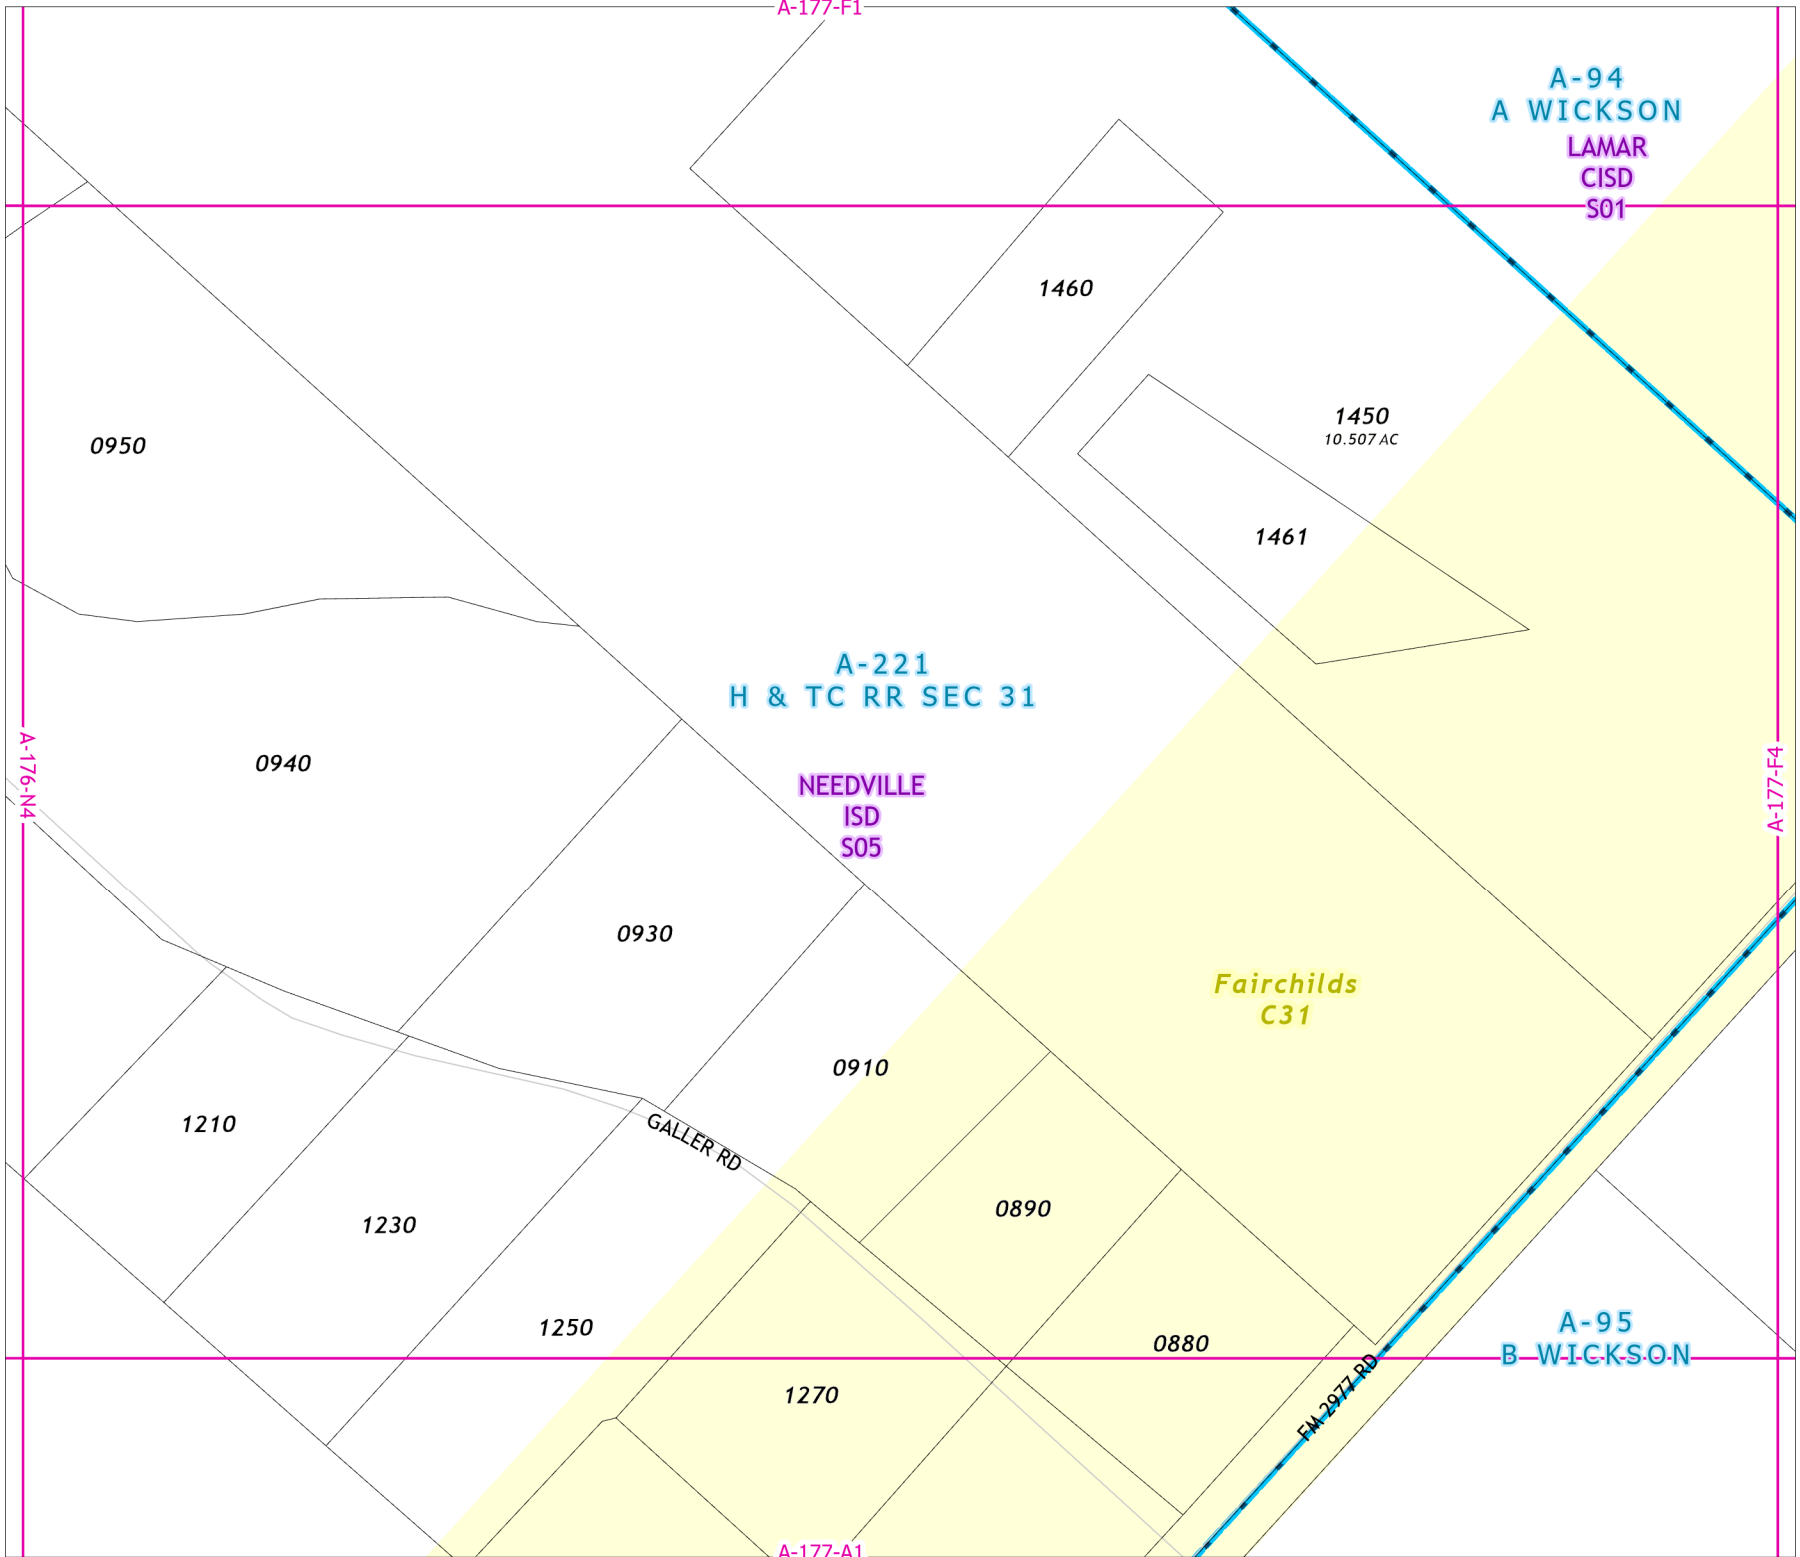 A-177-F1
A-94
A WICKSON
LAMAR
CISD
S01
1460
1450
10.507 AC
0950
1461
A-221
H & TC RR SEC 31
A-176-N4
0940
NEEDVILLE
ISD
S05
A-177-F4
0930
Fairchilds
C31
0910
1210
GALLER RD
0890
1230
1250
0880
A-95
B WICKSON
1270
FM 2977 RD
A-177-A1